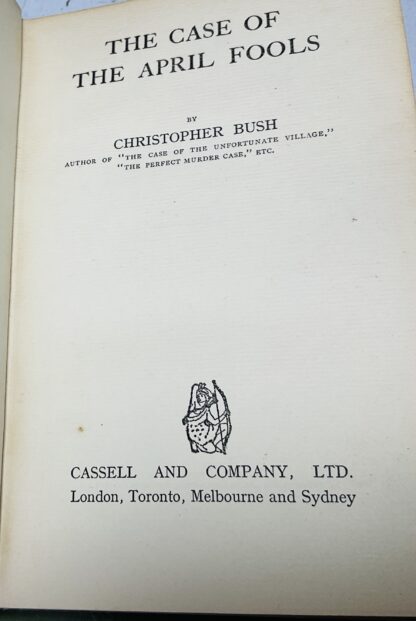 THE CASE OF
THE APRIL FOOLS
BY
CHRISTOPHER BUSH
AUTHOR OF "THE CASE OF THE UNFORTUNATE VILLAGE,"
"THE PERFECT MURDER CASE," ETC.
CASSELL AND COMPANY, LTD.
London, Toronto, Melbourne and Sydney